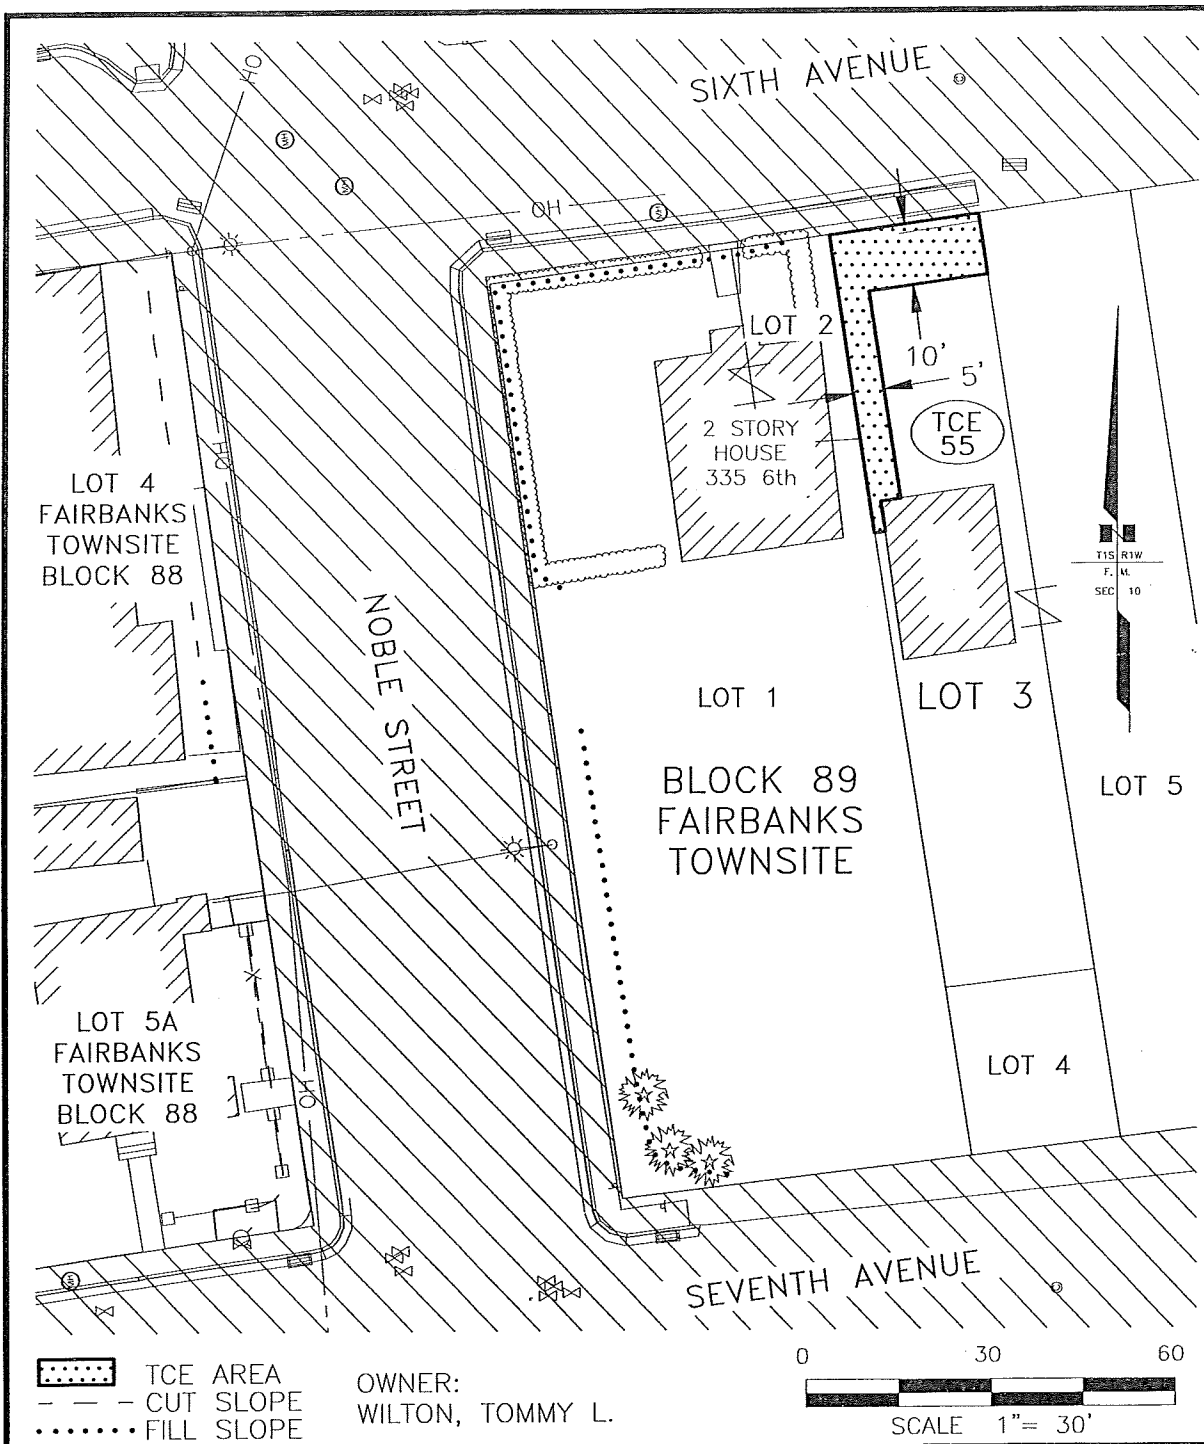 SIXTH AVENUE
OH
OH
LOT 2
10'
5'
TCE
55
2 STORY
HOUSE
335 6th
OH
LOT 4
FAIRBANKS
TOWNSITE
BLOCK 88
T1S R1W
F. M.
SEC 10
NOBLE STREET
LOT 1
LOT 3
BLOCK 89
FAIRBANKS
TOWNSITE
LOT 5
LOT 5A
FAIRBANKS
TOWNSITE
BLOCK 88
OH
LOT 4
SEVENTH AVENUE
TCE AREA
CUT SLOPE
FILL SLOPE
OWNER:
WILTON, TOMMY L.
0 30 60
SCALE 1"= 30'